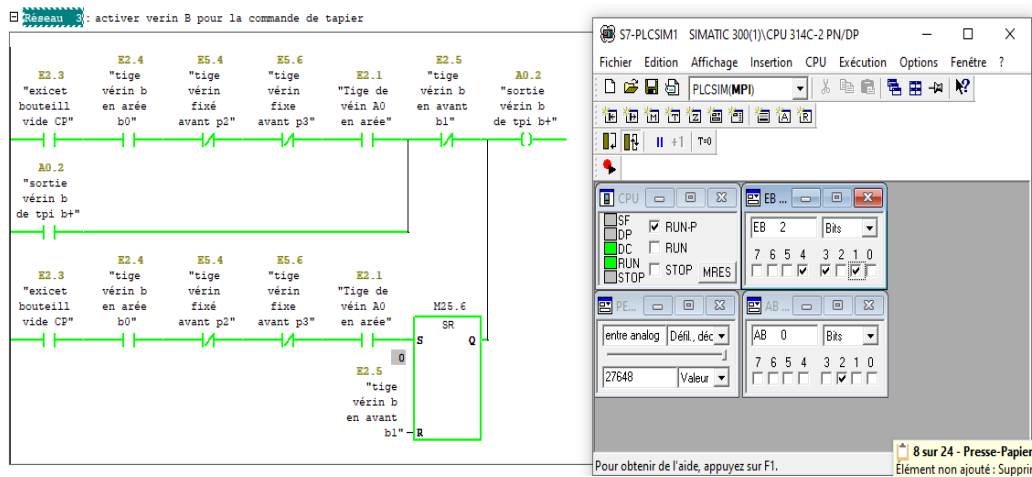 Réseau 3 : activer verin B pour la commande de tapier
E2.3
"exicet
bouteill
vide CP"
E2.4
"tige
vérin b
en arée
b0"
E5.4
"tige
vérin
fixé
avant p2"
E5.6
"tige
vérin
fixe
avant p3"
E2.1
"Tige de
véin A0
en arée"
E2.5
"tige
vérin b
en avant
b1"
A0.2
"sortie
vérin b
de tpi b+"
A0.2
"sortie
vérin b
de tpi b+"
E2.3
"exicet
bouteill
vide CP"
E2.4
"tige
vérin b
en arée
b0"
E5.4
"tige
vérin
fixé
avant p2"
E5.6
"tige
vérin
fixe
avant p3"
E2.1
"Tige de
véin A0
en arée"
M25.6
SR
S Q
0
E2.5
"tige
vérin b
en avant
b1"
R
S7-PLCSIM1 SIMATIC 300(1)\CPU 314C-2 PN/DP
Fichier Edition Affichage Insertion CPU Exécution Options Fenêtre ?
PLCSIM(MPI)
+1 T=0
CPU
SF
DP
DC
RUN
STOP
RUN-P
RUN
STOP
MRES
EB ...
EB 2 Bits
7 6 5 4 3 2 1 0
PE...
entre analog Défil., déc
27648 Valeur
AB ...
AB 0 Bits
7 6 5 4 3 2 1 0
Pour obtenir de l'aide, appuyez sur F1.
8 sur 24 - Presse-Papier
Élément non ajouté : Supprir